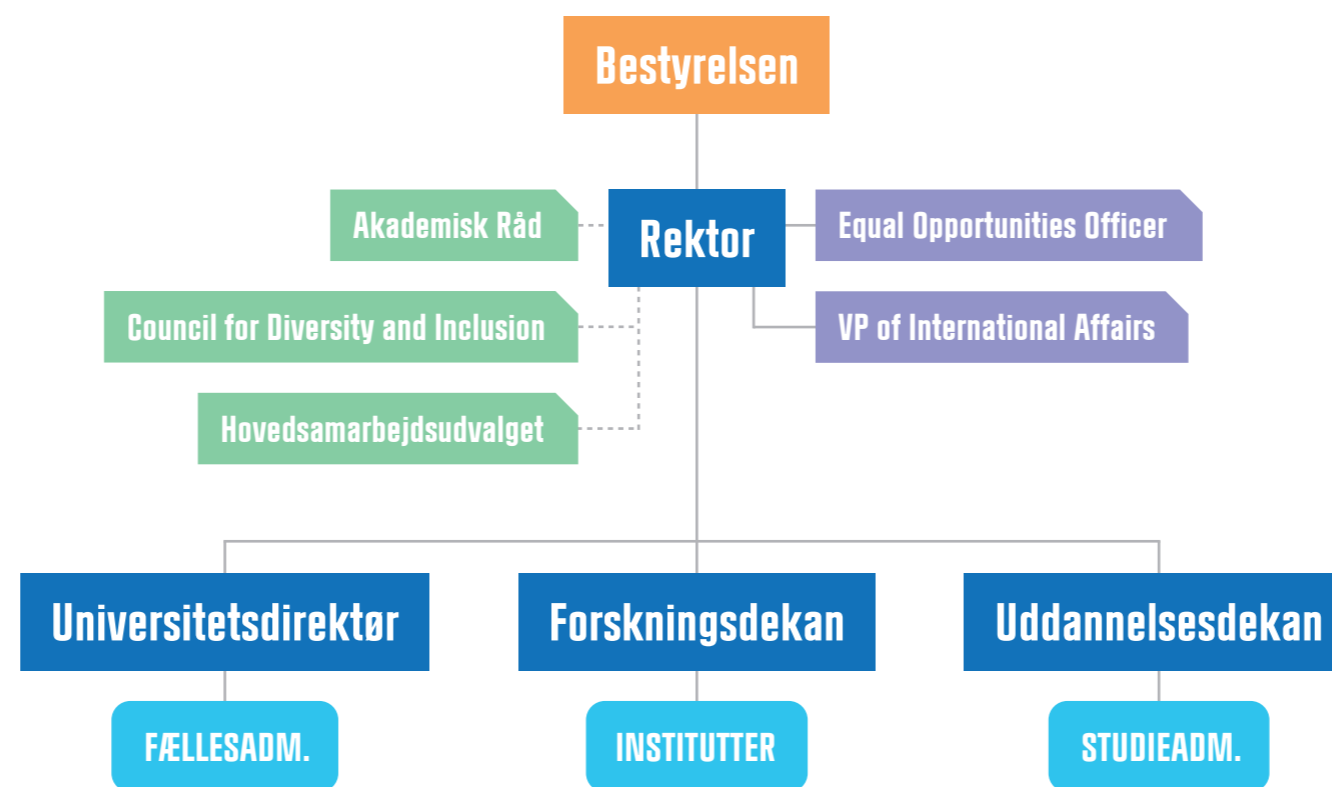 Bestyrelsen
Akademisk Råd
Rektor
Equal Opportunities Officer
Council for Diversity and Inclusion
VP of International Affairs
Hovedsamarbejdsudvalget
Universitetsdirektør
Forskningsdekan
Uddannelsesdekan
FÆLLESADM.
INSTITUTTER
STUDIEADM.